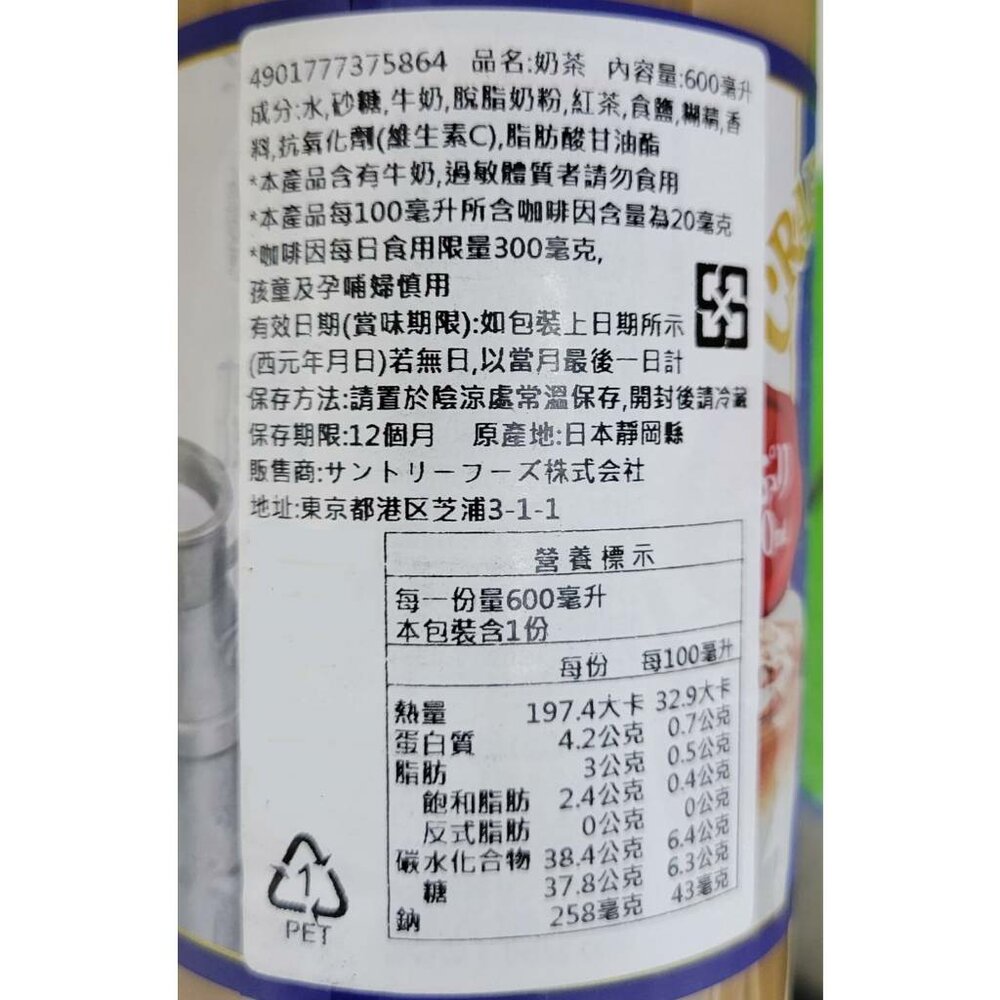 4901777375864 品名:奶茶 內容量:600毫升
成分:水,砂糖,牛奶,脫脂奶粉,紅茶,食鹽,糊精,香
料,抗氧化劑(維生素C),脂肪酸甘油酯
*本產品含有牛奶,過敏體質者請勿食用
*本產品每100毫升所含咖啡因含量為20毫克
*咖啡因每日食用限量300毫克,
孩童及孕哺婦慎用
有效日期(賞味期限):如包裝上日期所示
(西元年月日)若無日,以當月最後一日計
保存方法:請置於陰涼處常溫保存,開封後請冷藏
保存期限:12個月 原產地:日本靜岡縣
販售商:サントリーフーズ株式会社
地址:東京都港区芝浦3-1-1
營養標示
每一份量600毫升
本包裝含1份
每份 每100毫升
熱量 197.4大卡 32.9大卡
蛋白質 4.2公克 0.7公克
脂肪 3公克 0.5公克
飽和脂肪 2.4公克 0.4公克
反式脂肪 0公克 0公克
碳水化合物 38.4公克 6.4公克
糖 37.8公克 6.3公克
鈉 258毫克 43毫克
1
PET